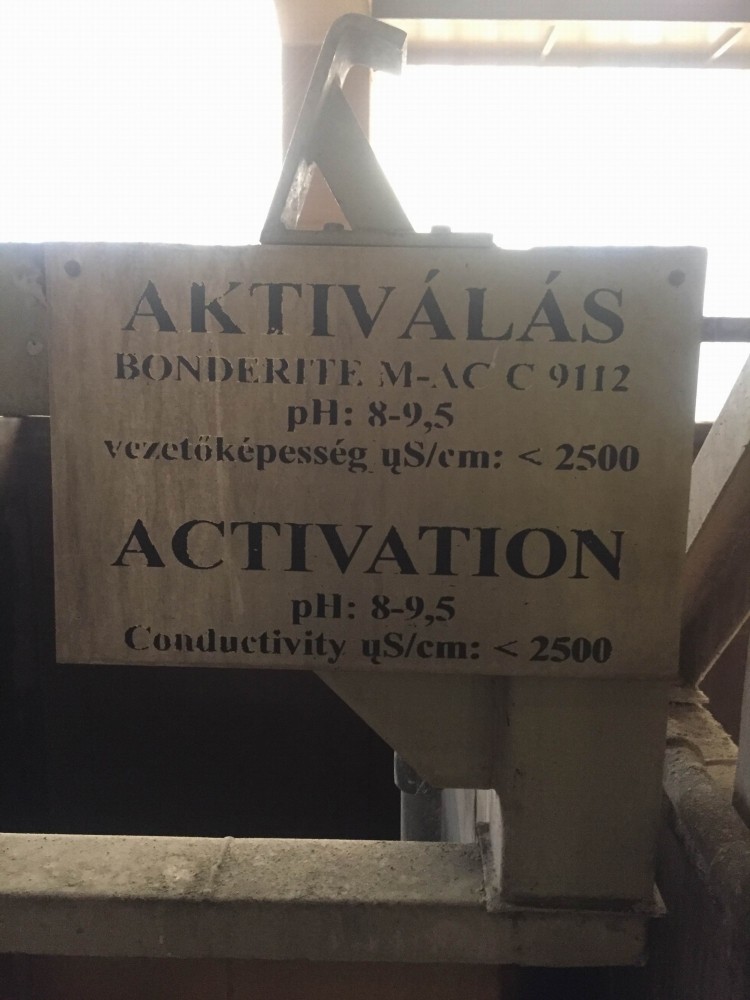 AKTIVÁLÁS
BONDERITE M-AC C 9112
pH: 8-9,5
vezetőképesség ųS/cm: < 2500
ACTIVATION
pH: 8-9,5
Conductivity ųS/cm: < 2500